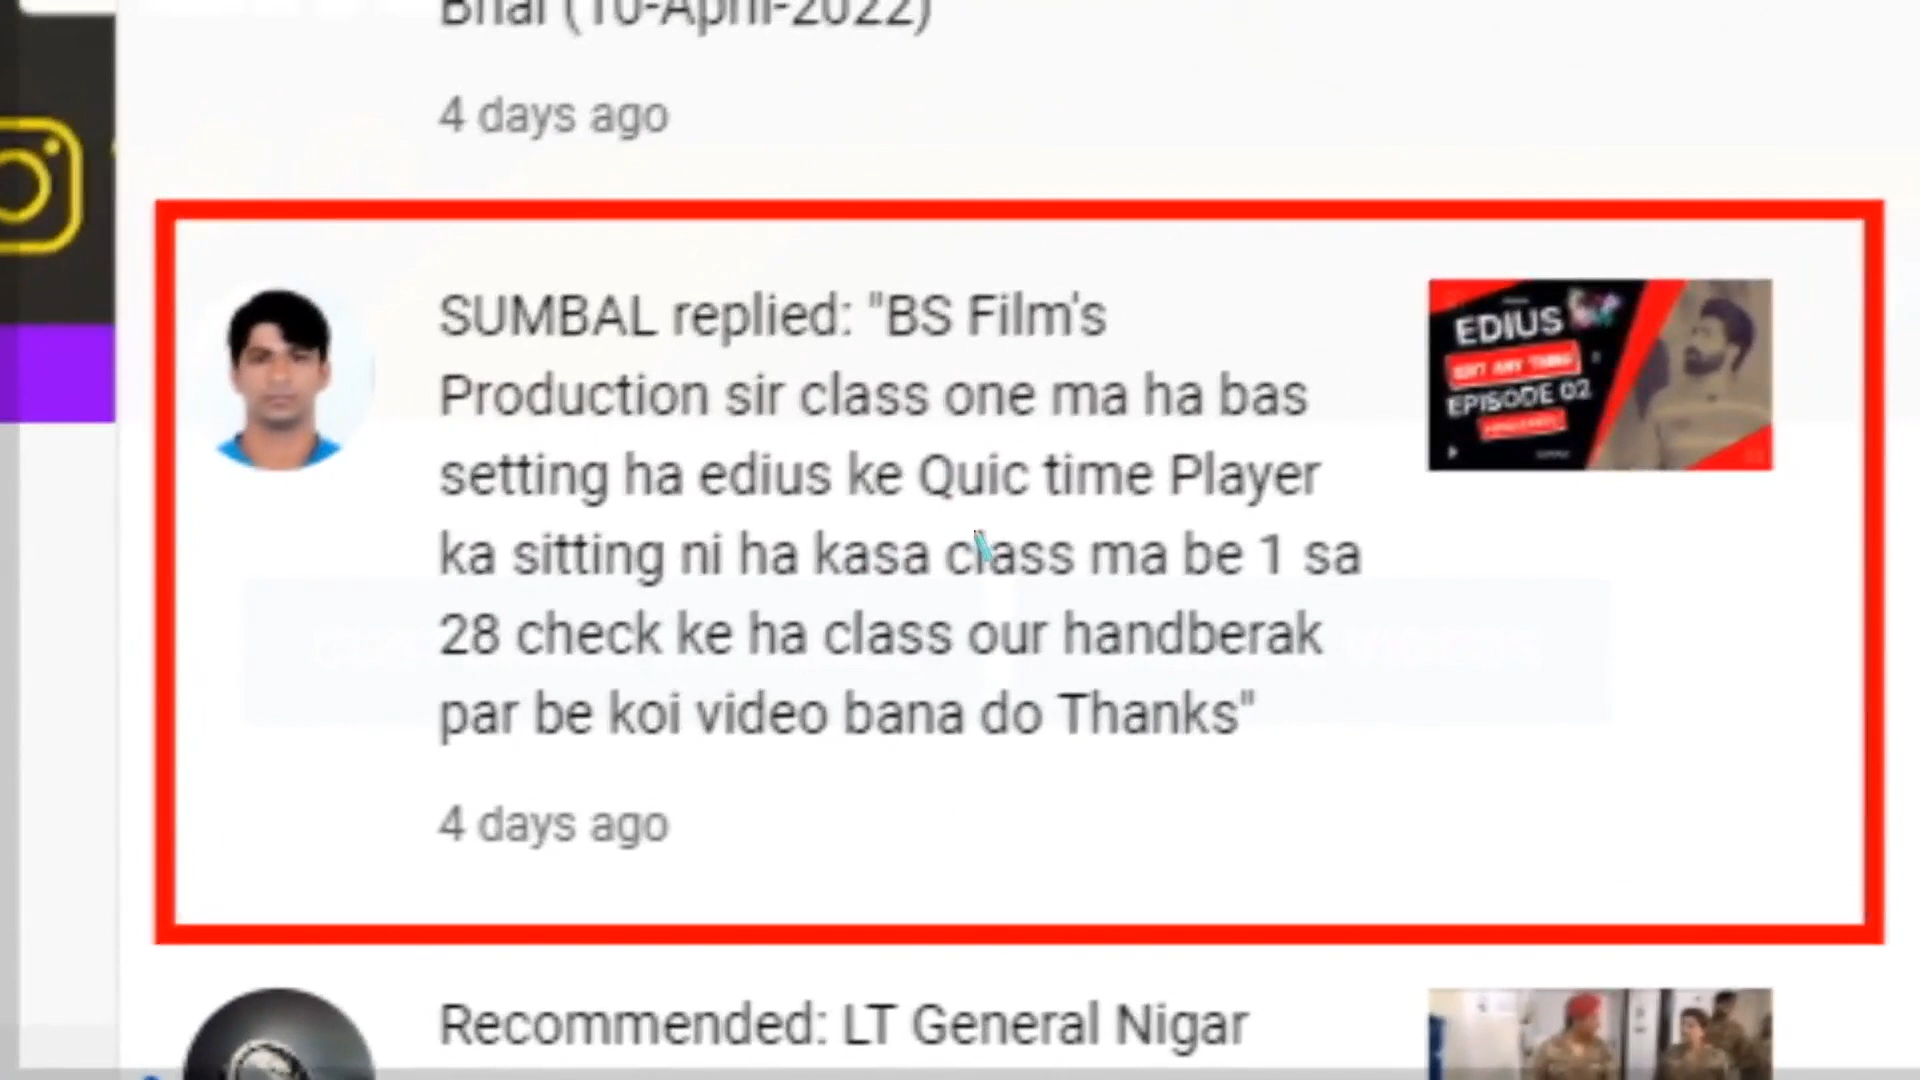 Bhai (10-April-2022)
4 days ago
SUMBAL replied: "BS Film's
Production sir class one ma ha bas
setting ha edius ke Quic time Player
ka sitting ni ha kasa class ma be 1 sa
28 check ke ha class our handberak
par be koi video bana do Thanks"
EDIUS
EDIT ANY THING
EPISODE 02
4 days ago
Recommended: LT General Nigar